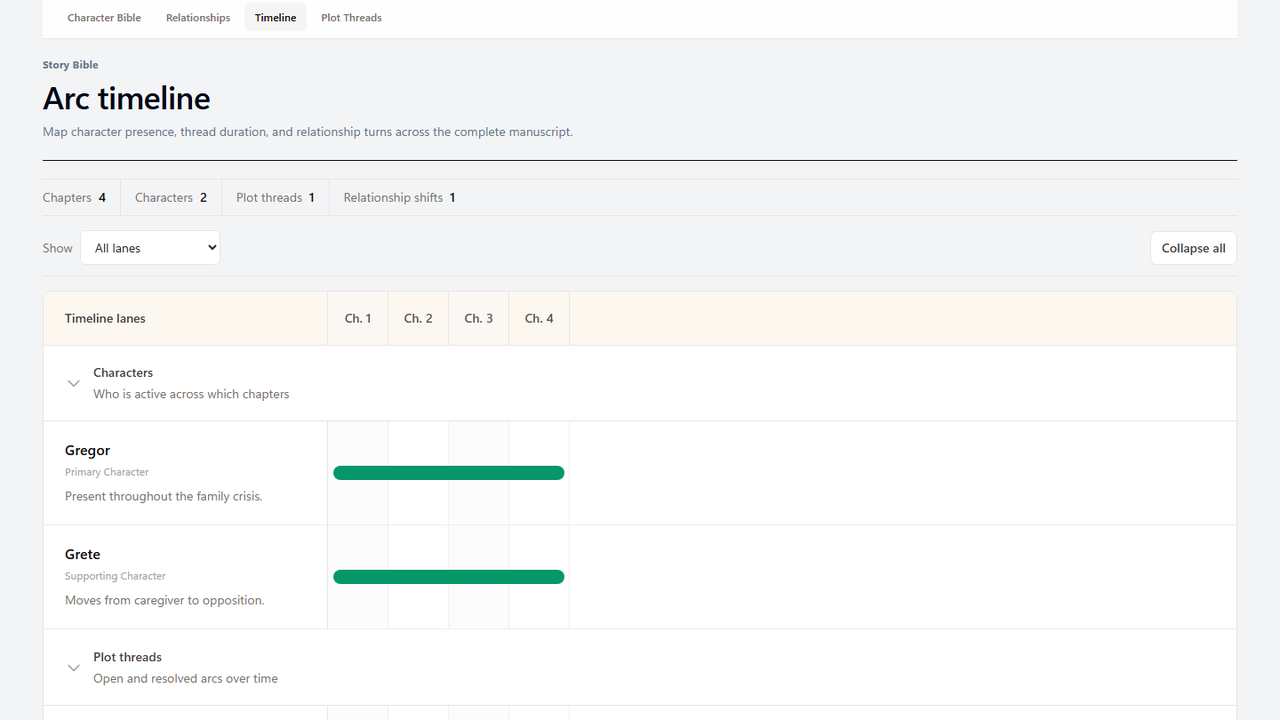 Character Bible Relationships Timeline Plot Threads
Story Bible
Arc timeline
Map character presence, thread duration, and relationship turns across the complete manuscript.
Chapters 4 Characters 2 Plot threads 1 Relationship shifts 1
Show All lanes Collapse all
Timeline lanes Ch. 1 Ch. 2 Ch. 3 Ch. 4
Characters
Who is active across which chapters
Gregor
Primary Character
Present throughout the family crisis.
Grete
Supporting Character
Moves from caregiver to opposition.
Plot threads
Open and resolved arcs over time